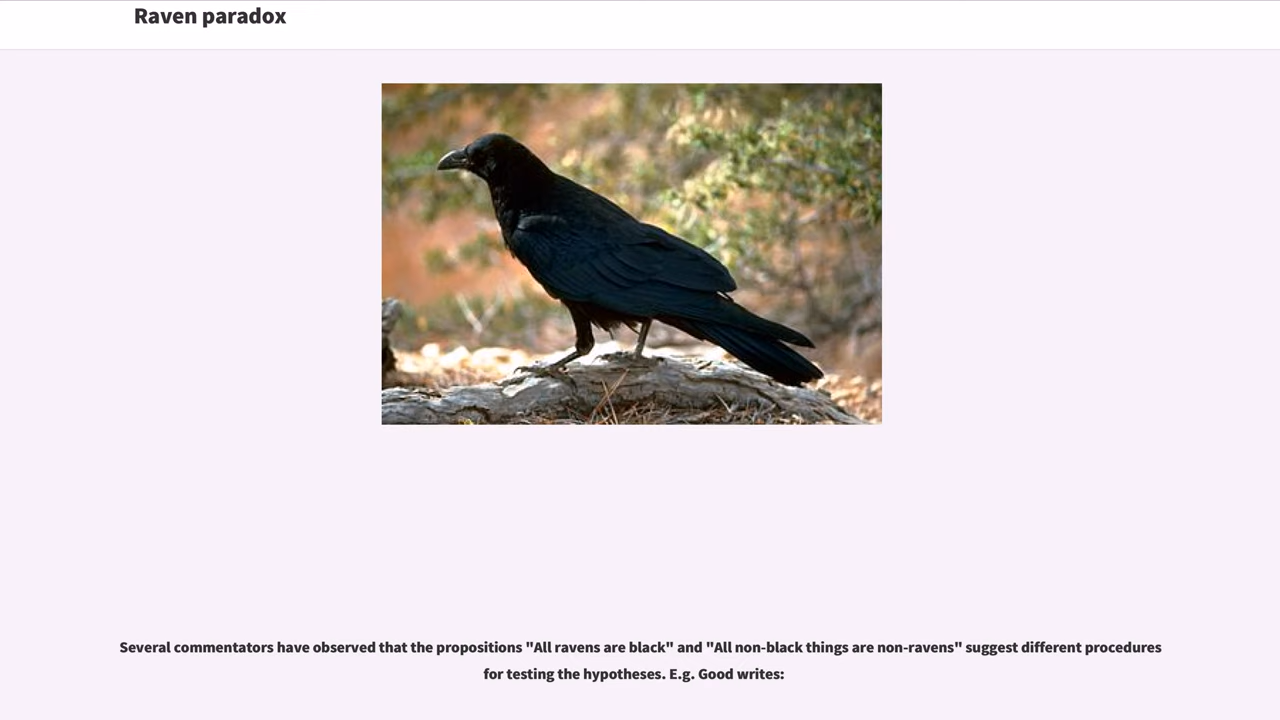 Raven paradox
Several commentators have observed that the propositions "All ravens are black" and "All non-black things are non-ravens" suggest different procedures
for testing the hypotheses. E.g. Good writes: